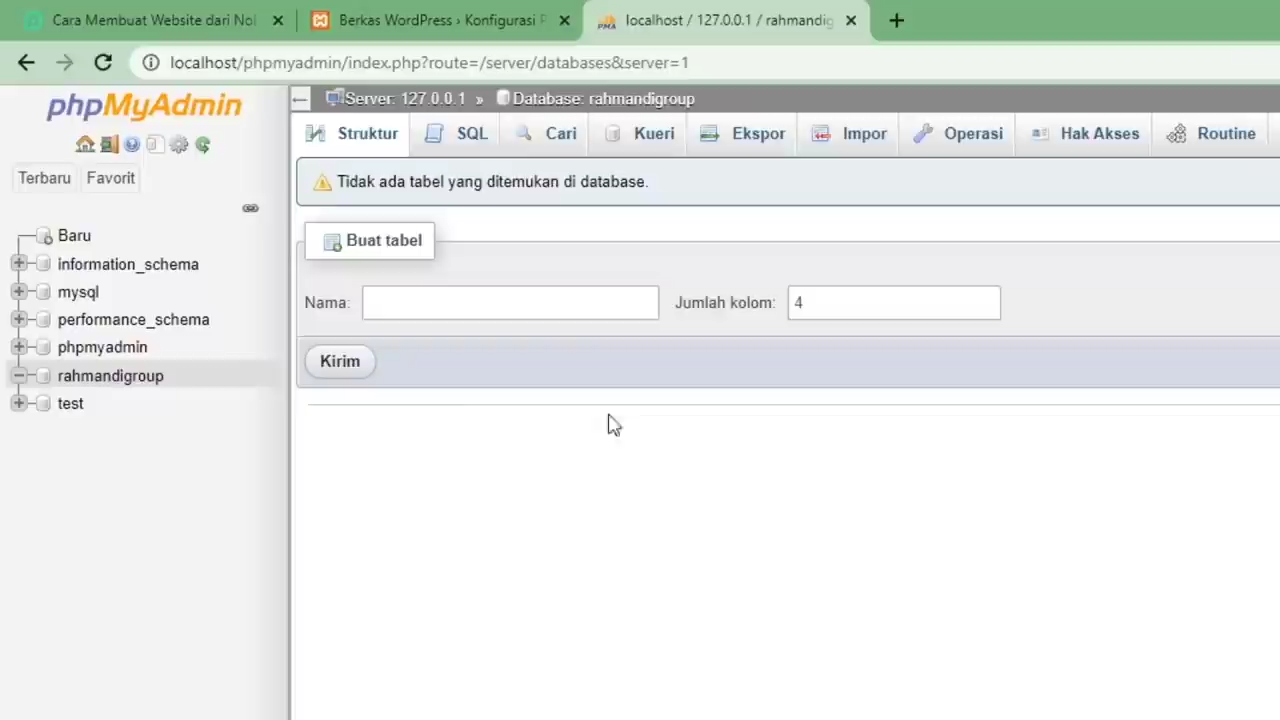 Cara Membuat Website dari Nol
Berkas WordPress › Konfigurasi P
localhost / 127.0.0.1 / rahmandig
localhost/phpmyadmin/index.php?route=/server/databases&server=1
phpMyAdmin
Terbaru Favorit
Baru
information_schema
mysql
performance_schema
phpmyadmin
rahmandigroup
test
Server: 127.0.0.1 » Database: rahmandigroup
Struktur SQL Cari Kueri Ekspor Impor Operasi Hak Akses Routine
Tidak ada tabel yang ditemukan di database.
Buat tabel
Nama: Jumlah kolom: 4
Kirim